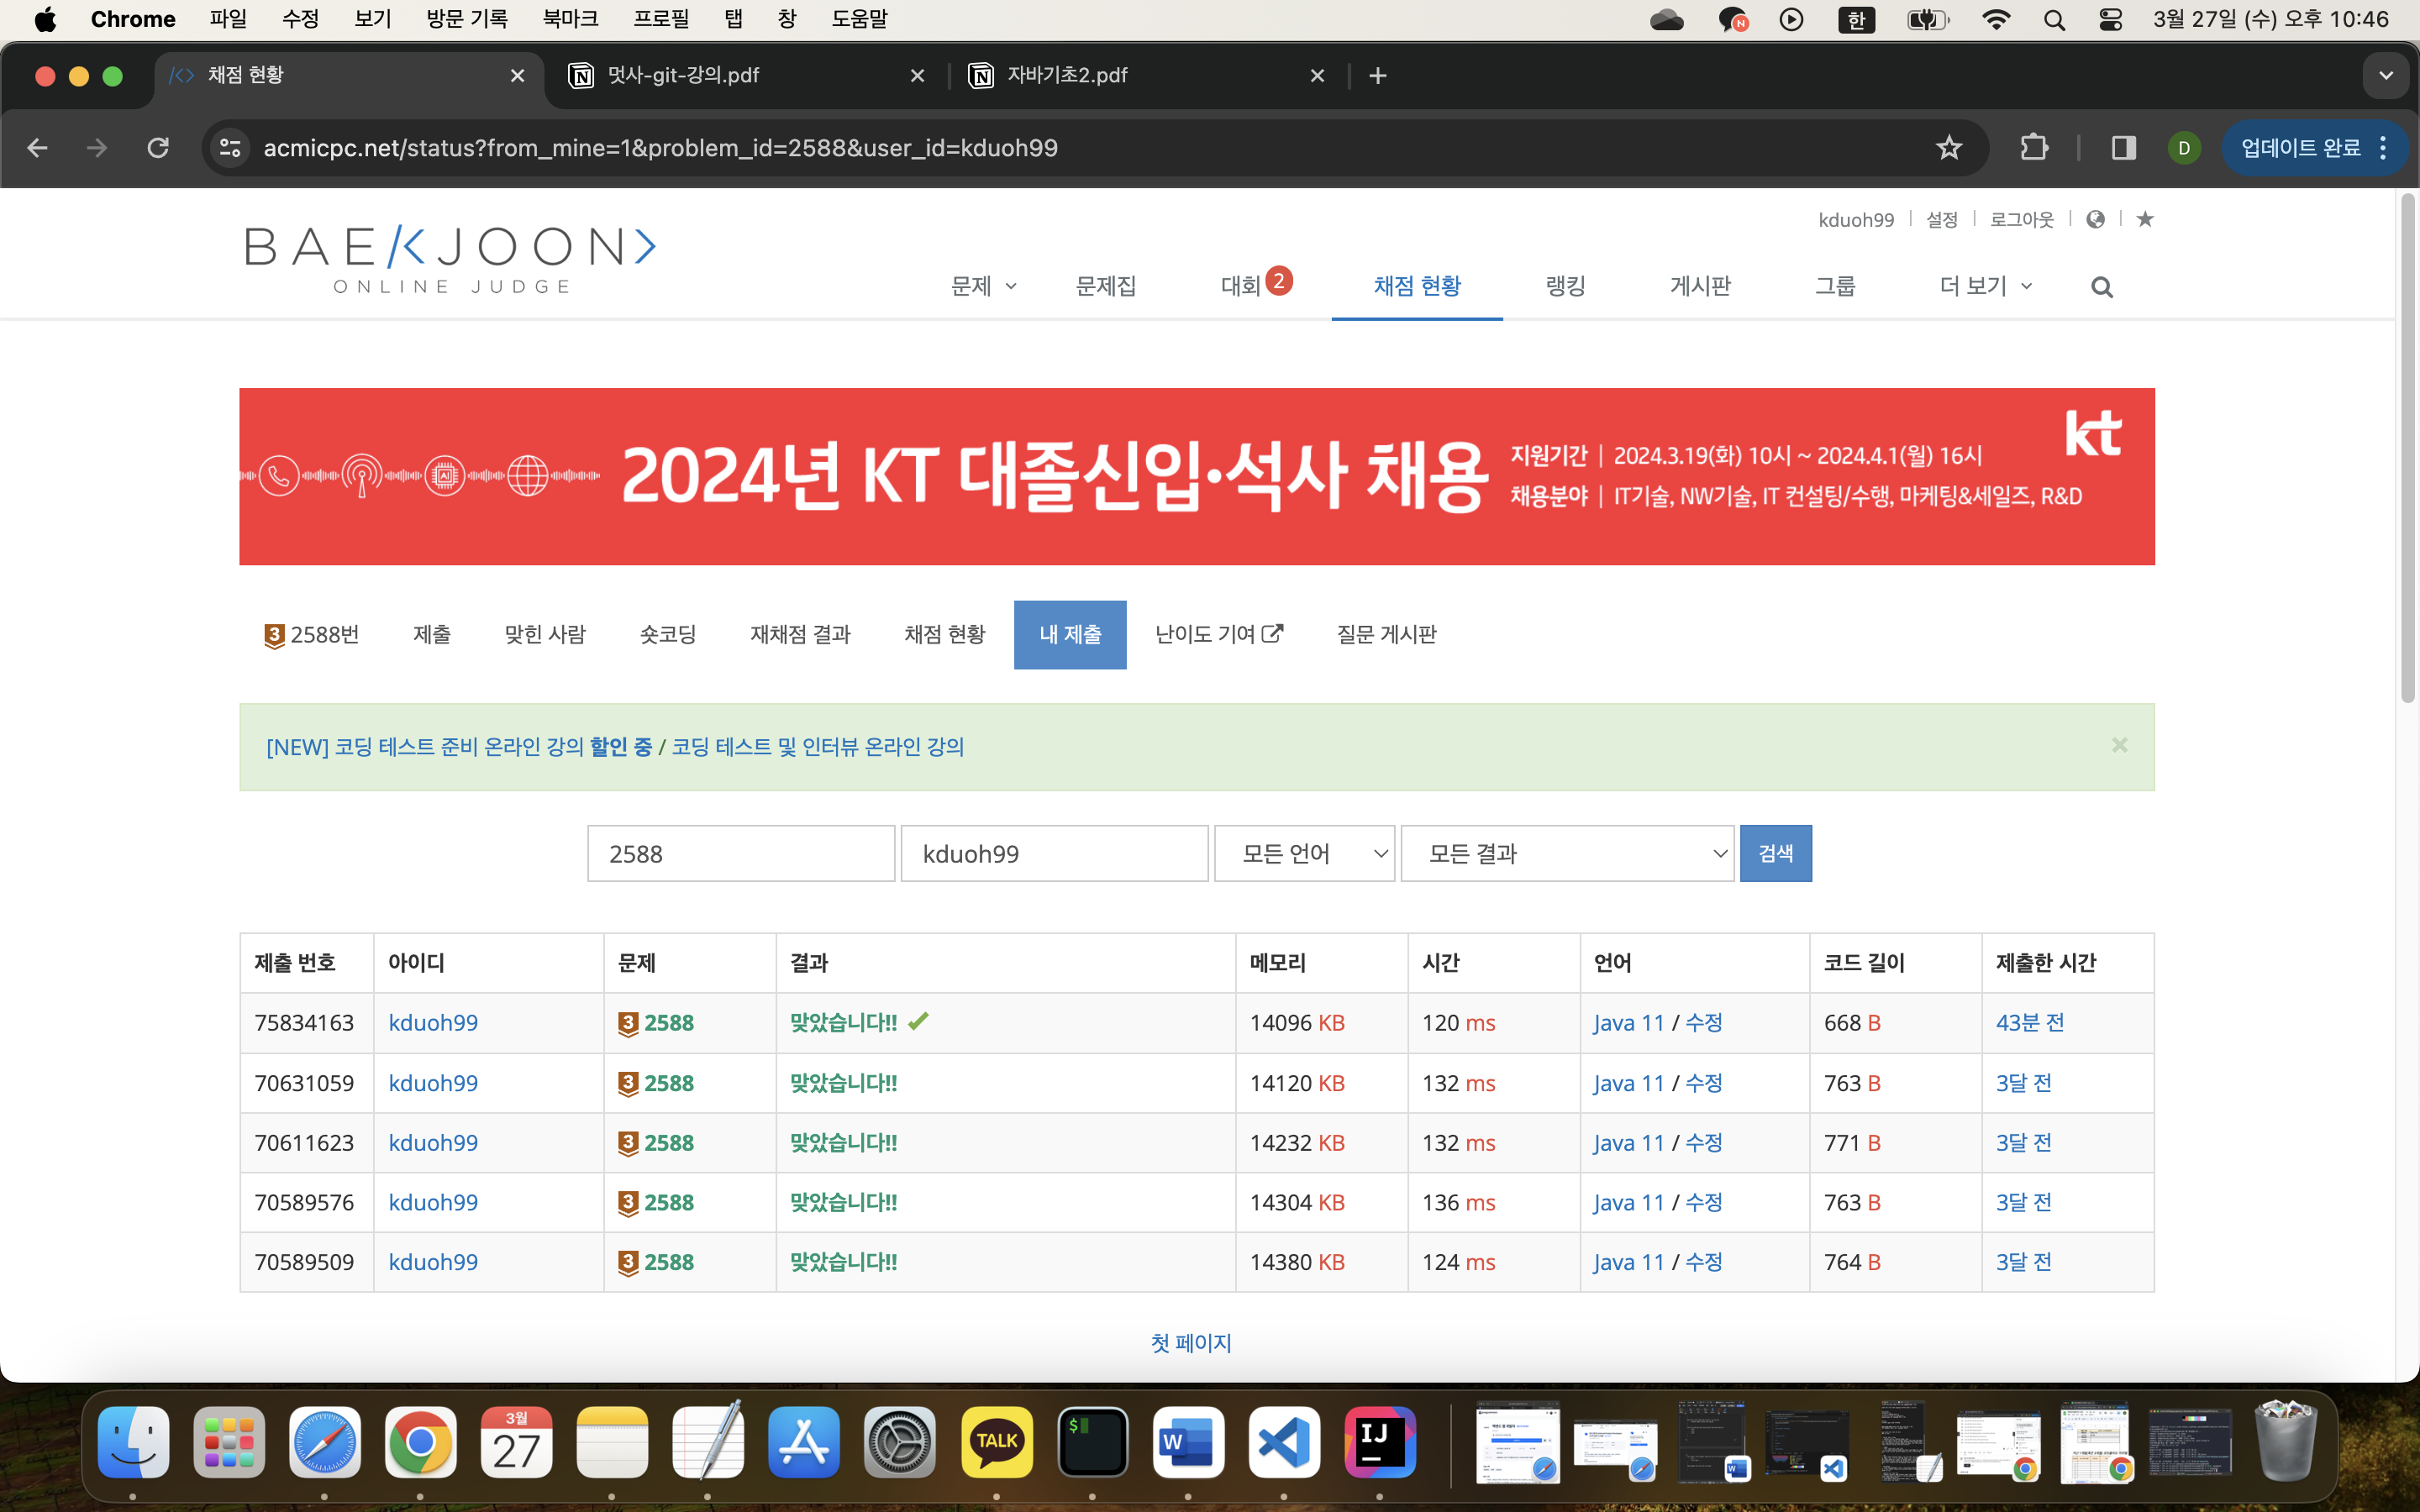 Chrome 파일 수정 보기 방문 기록 북마크 프로필 탭 창 도움말 N 한 3월 27일 (수) 오후 10:46
채점 현황 멋사-git-강의.pdf 자바기초2.pdf
acmicpc.net/status?from_mine=1&problem_id=2588&user_id=kduoh99 D 업데이트 완료
kduoh99 설정 로그아웃
BAEKJOON>
ONLINE JUDGE
문제 문제집 대회 2 채점 현황 랭킹 게시판 그룹 더 보기
kt
2024년 KT 대졸신입·석사 채용
지원기간 | 2024.3.19(화) 10시 ~ 2024.4.1(월) 16시
채용분야 | IT기술, NW기술, IT 컨설팅/수행, 마케팅&세일즈, R&D
AI
3 2588번 제출 맞힌 사람 숏코딩 재채점 결과 채점 현황 내 제출 난이도 기여 질문 게시판
[NEW] 코딩 테스트 준비 온라인 강의 할인 중 / 코딩 테스트 및 인터뷰 온라인 강의 ×
2588 kduoh99 모든 언어 모든 결과 검색
제출 번호 아이디 문제 결과 메모리 시간 언어 코드 길이 제출한 시간
75834163 kduoh99 3 2588 맞았습니다!! 14096 KB 120 ms Java 11 / 수정 668 B 43분 전
70631059 kduoh99 3 2588 맞았습니다!! 14120 KB 132 ms Java 11 / 수정 763 B 3달 전
70611623 kduoh99 3 2588 맞았습니다!! 14232 KB 132 ms Java 11 / 수정 771 B 3달 전
70589576 kduoh99 3 2588 맞았습니다!! 14304 KB 136 ms Java 11 / 수정 763 B 3달 전
70589509 kduoh99 3 2588 맞았습니다!! 14380 KB 124 ms Java 11 / 수정 764 B 3달 전
첫 페이지
3월
27
TALK
$
W
IJ